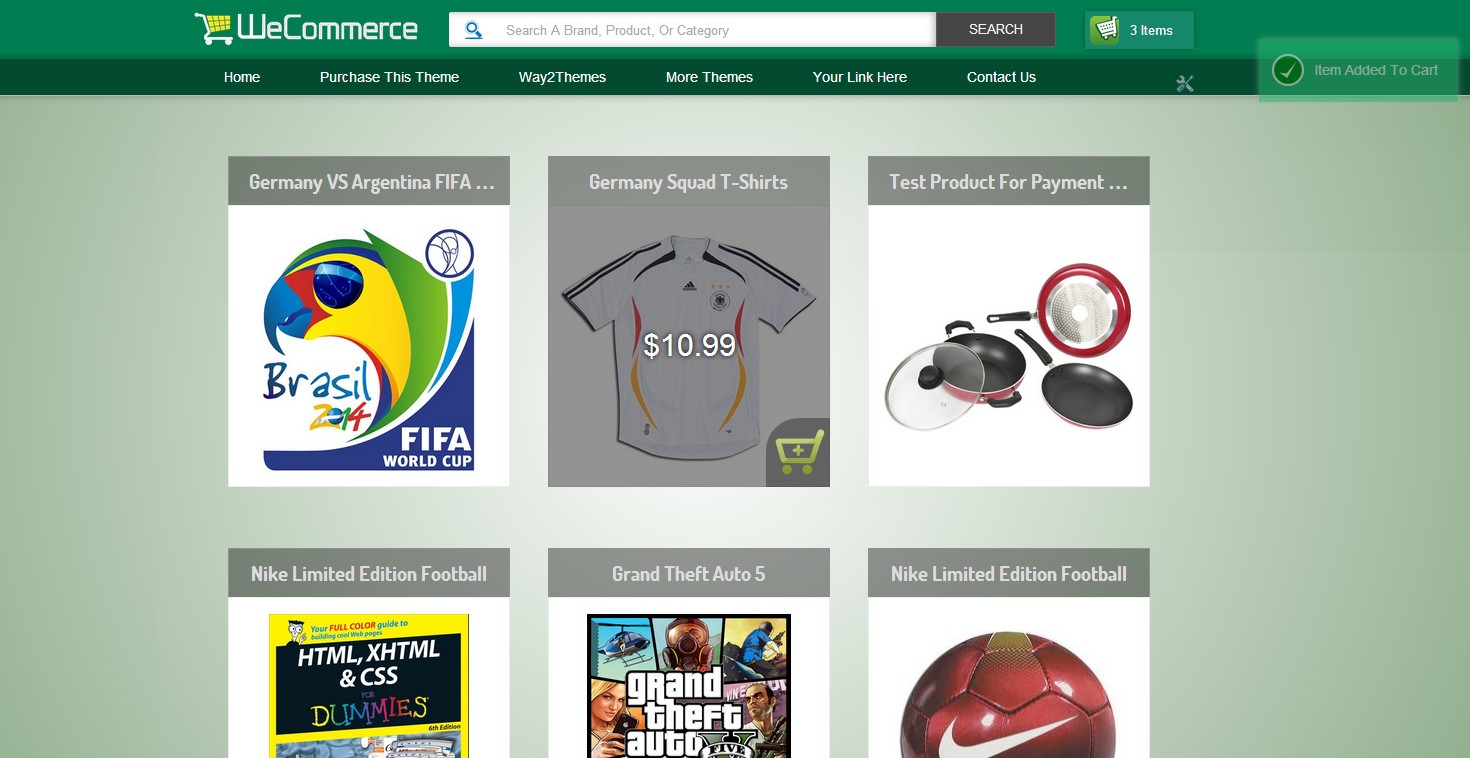 WeCommerce
Search A Brand, Product, Or Category
SEARCH
3 Items
Item Added To Cart
Home
Purchase This Theme
Way2Themes
More Themes
Your Link Here
Contact Us
Germany VS Argentina FIFA ...
Germany Squad T-Shirts
Test Product For Payment ...
Brasil
2014
FIFA
WORLD CUP
adidas
$10.99
Nike Limited Edition Football
Grand Theft Auto 5
Nike Limited Edition Football
Your FULL COLOR guide to
building cool Web pages
HTML, XHTML
& CSS
FOR
DUMMIES
6th Edition
grand
theft
auto
V
FIVE